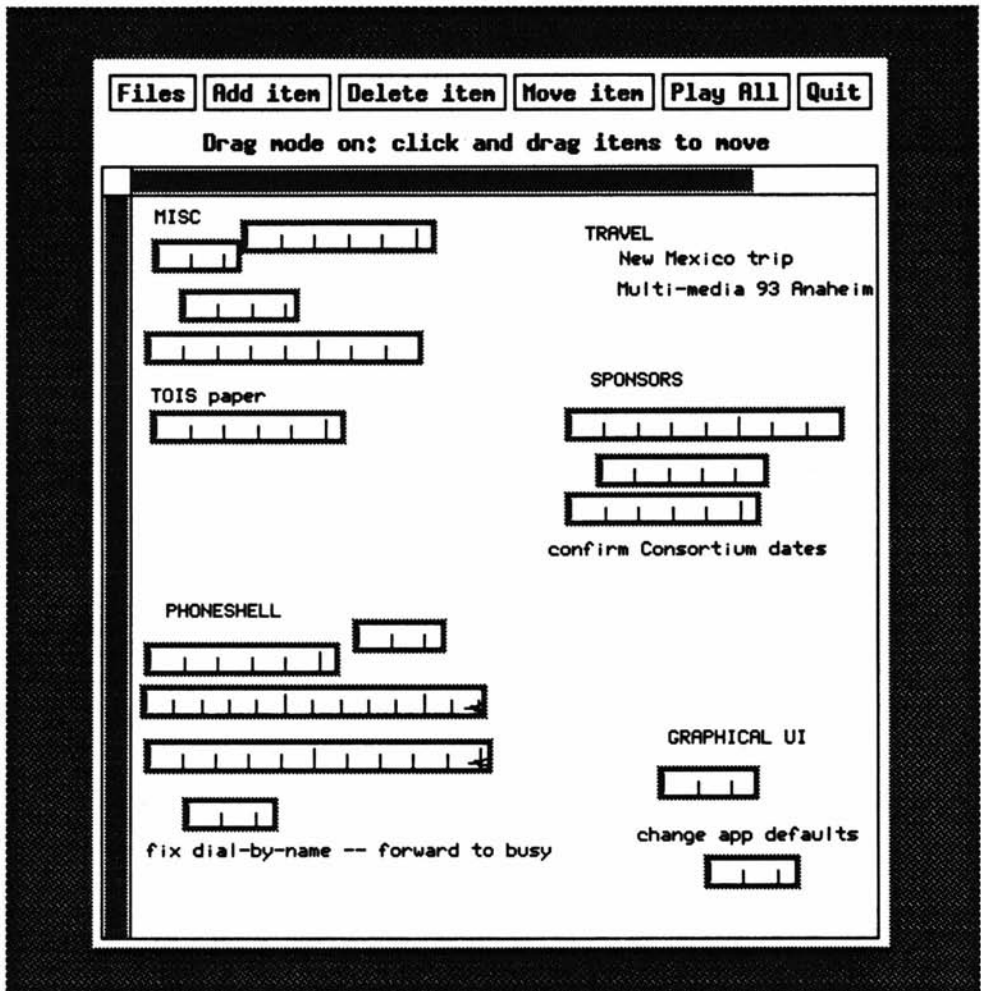 Files Add item Delete item Move item Play All Quit
Drag mode on: click and drag items to move
MISC
TOIS paper
PHONESHELL
fix dial-by-name -- forward to busy
TRAVEL
New Mexico trip
Multi-media 93 Anaheim
SPONSORS
confirm Consortium dates
GRAPHICAL UI
change app defaults